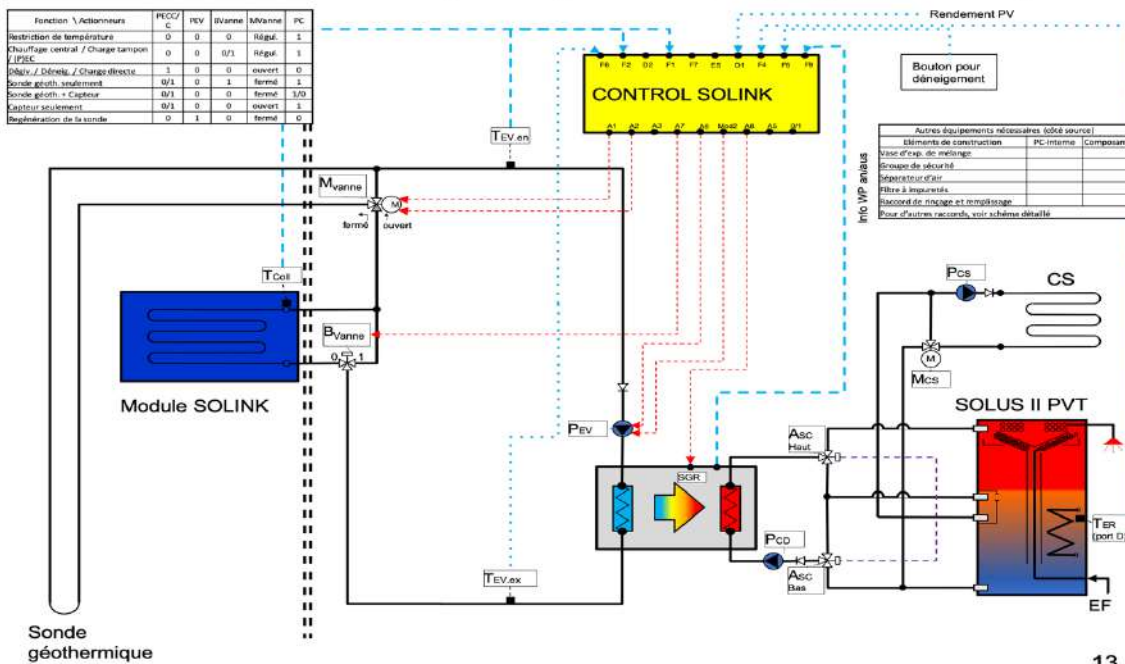 Fonction \ Actionneurs PECC/C PEV BVanne MVanne PC
Restriction de température 0 0 0 Régul. 1
Chauffage central / Charge tampon / (P)EC 0 0 0/1 Régul. 1
Dégiv./ Déneig. / Charge directe 1 0 0 ouvert 0
Sonde géoth. seulement 0/1 0 1 fermé 1
Sonde géoth. + Capteur 0/1 0 0 fermé 1/0
Capteur seulement 0/1 0 0 ouvert 1
Regénération de la sonde 0 1 0 fermé 0
Rendement PV
Bouton pour
déneigement
F6 F2 D2 F1 F7 ES D1 F4 F5 F8
CONTROL SOLINK
A1 A2 A3 A7 A6 Mod2 A8 A5 0/1
Autres équipements nécessaires (côté source)
Eléments de construction PC-interne Composant
Vase d'exp. de mélange
Groupe de sécurité
Séparateur d'air
Filtre à impuretés
Raccord de rinçage et remplissage
Pour d'autres raccords, voir schéma détaillé
Info WP an/aus
TEV.en
Mvanne
M
fermé ouvert
TColl
BVanne
0 1
Module SOLINK
PEV
SGR
TEV.ex
PCD
ASC
Haut
ASC
Bas
PCS
CS
M
MCS
SOLUS II PVT
TER
(port D)
EF
Sonde
géothermique
13